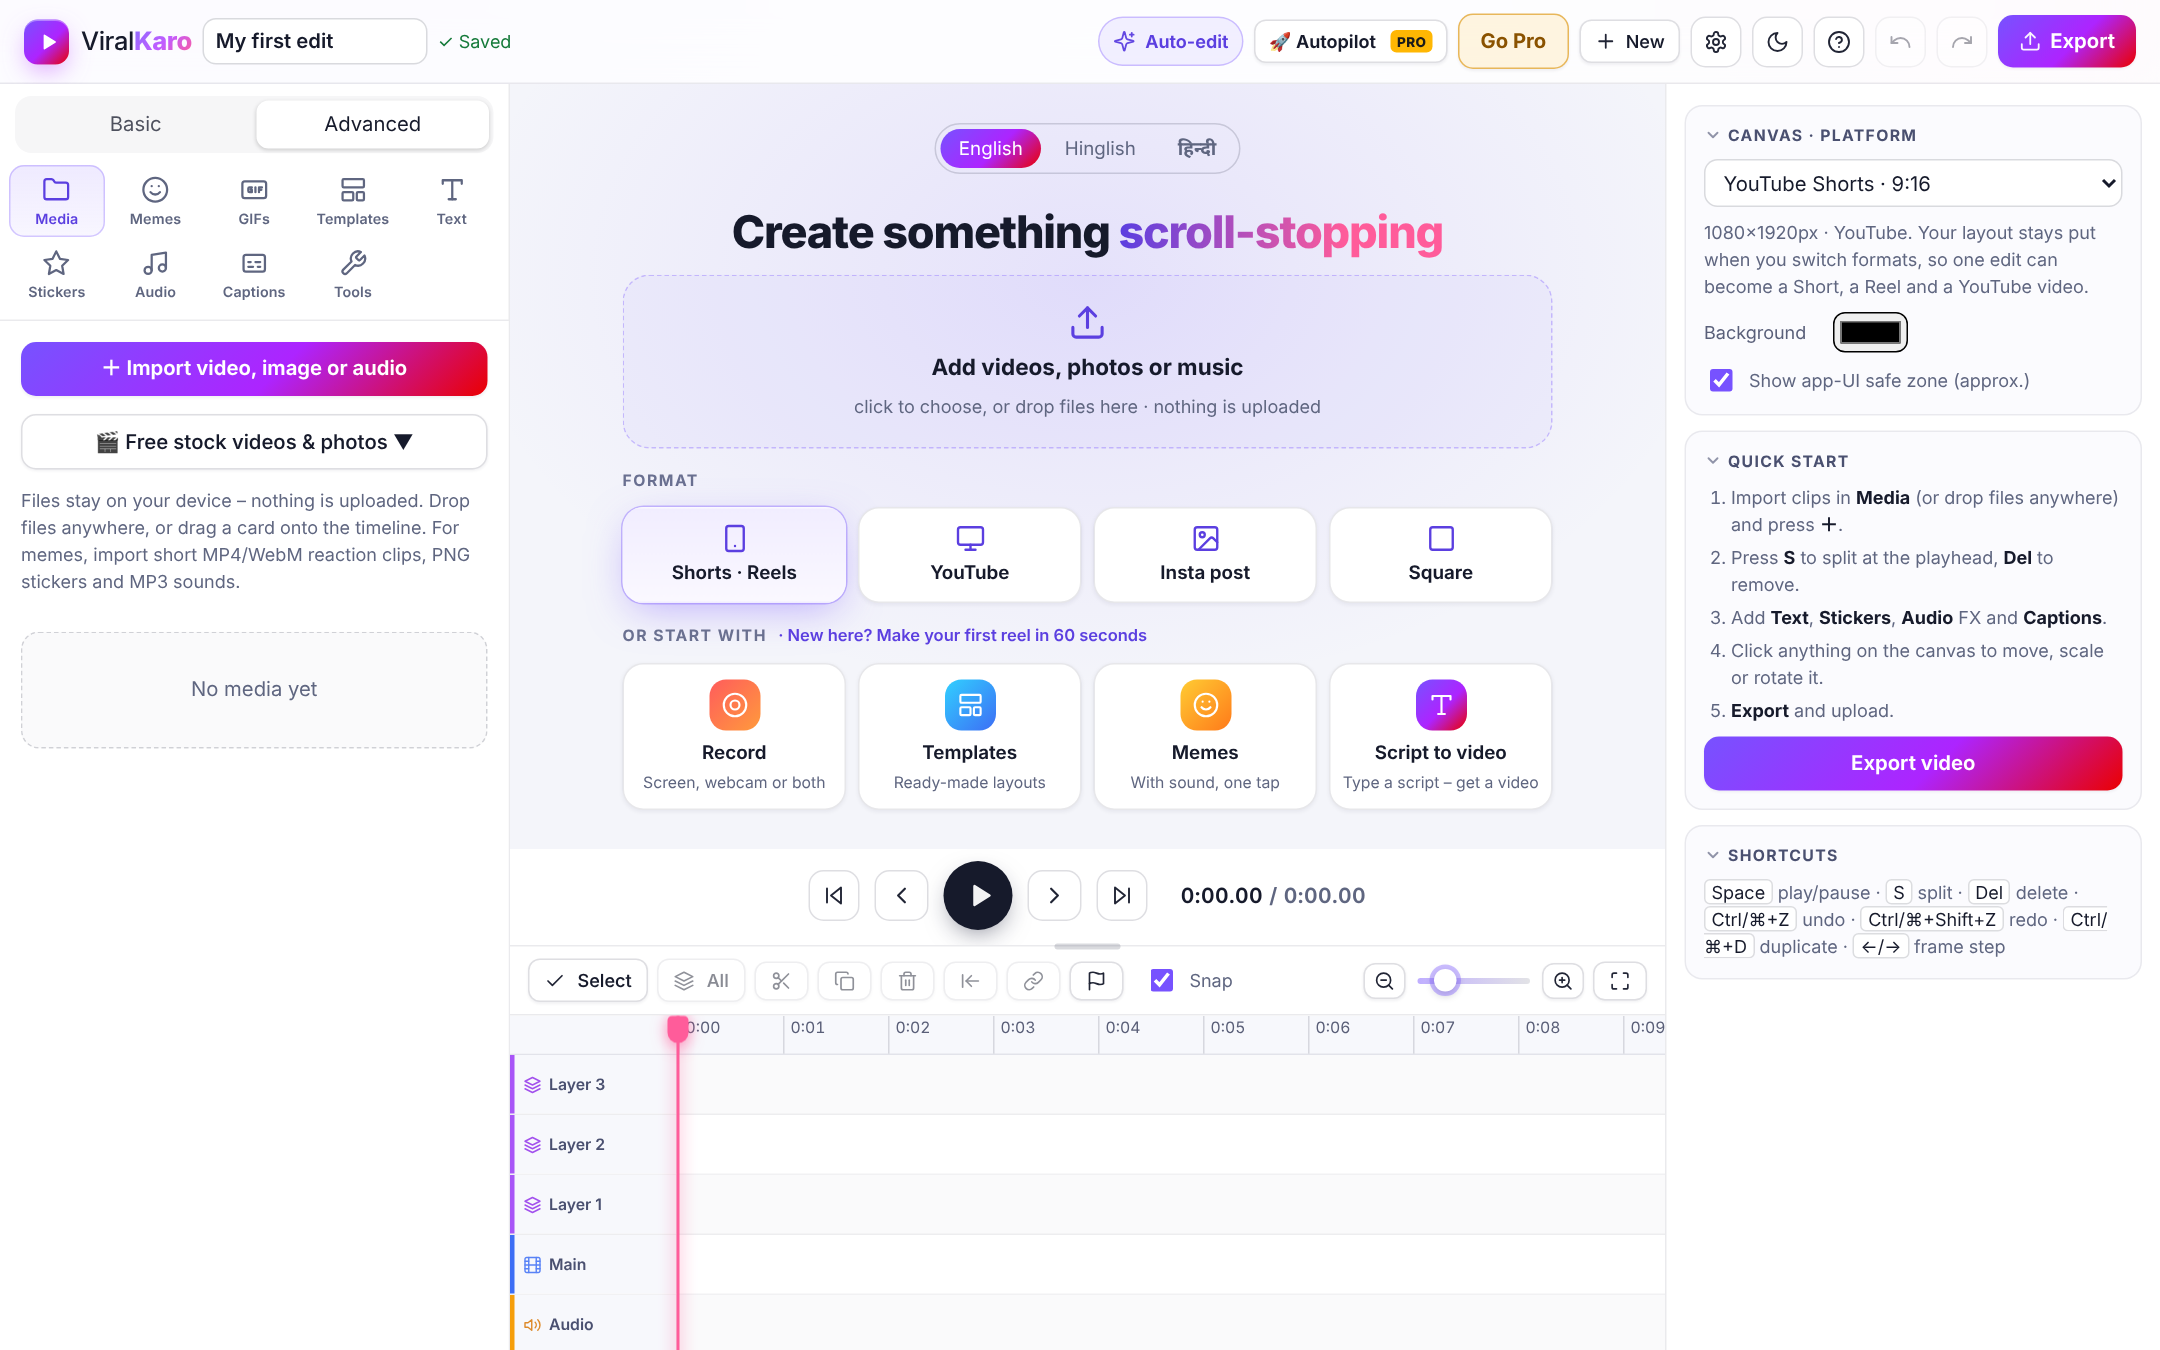 ViralKaro
My first edit
Saved
Auto-edit
Autopilot PRO
Go Pro
New
Export
Basic
Advanced
Media
Memes
GIF
GIFs
Templates
Text
Stickers
Audio
Captions
Tools
+ Import video, image or audio
Free stock videos & photos ▼
Files stay on your device – nothing is uploaded. Drop
files anywhere, or drag a card onto the timeline. For
memes, import short MP4/WebM reaction clips, PNG
stickers and MP3 sounds.
No media yet
English
Hinglish
हिन्दी
Create something scroll-stopping
Add videos, photos or music
click to choose, or drop files here · nothing is uploaded
FORMAT
Shorts · Reels
YouTube
Insta post
Square
OR START WITH · New here? Make your first reel in 60 seconds
Record
Screen, webcam or both
Templates
Ready-made layouts
Memes
With sound, one tap
Script to video
Type a script – get a video
0:00.00 / 0:00.00
Select
All
Snap
0:00
0:01
0:02
0:03
0:04
0:05
0:06
0:07
0:08
0:09
Layer 3
Layer 2
Layer 1
Main
Audio
CANVAS · PLATFORM
YouTube Shorts · 9:16
1080×1920px · YouTube. Your layout stays put
when you switch formats, so one edit can
become a Short, a Reel and a YouTube video.
Background
Show app-UI safe zone (approx.)
QUICK START
1. Import clips in Media (or drop files anywhere)
and press +.
2. Press S to split at the playhead, Del to
remove.
3. Add Text, Stickers, Audio FX and Captions.
4. Click anything on the canvas to move, scale
or rotate it.
5. Export and upload.
Export video
SHORTCUTS
Space play/pause · S split · Del delete ·
Ctrl/⌘+Z undo · Ctrl/⌘+Shift+Z redo · Ctrl/
⌘+D duplicate · ←/→ frame step